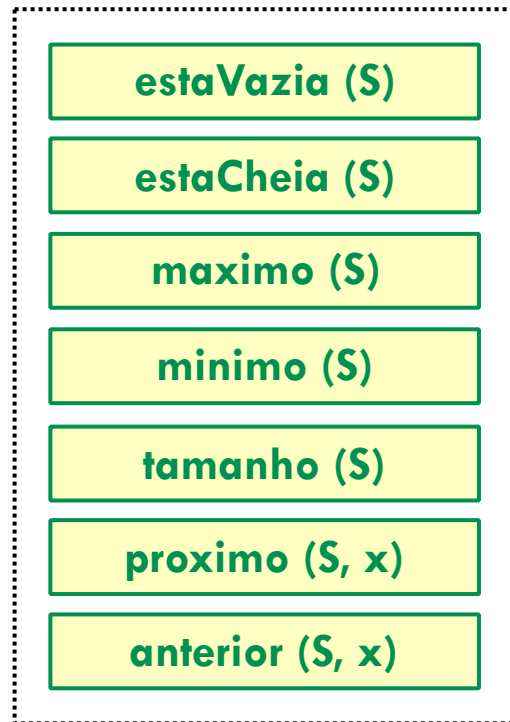 estaVazia (S)
estaCheia (S)
maximo (S)
minimo (S)
tamanho (S)
proximo (S, x)
anterior (S, x)